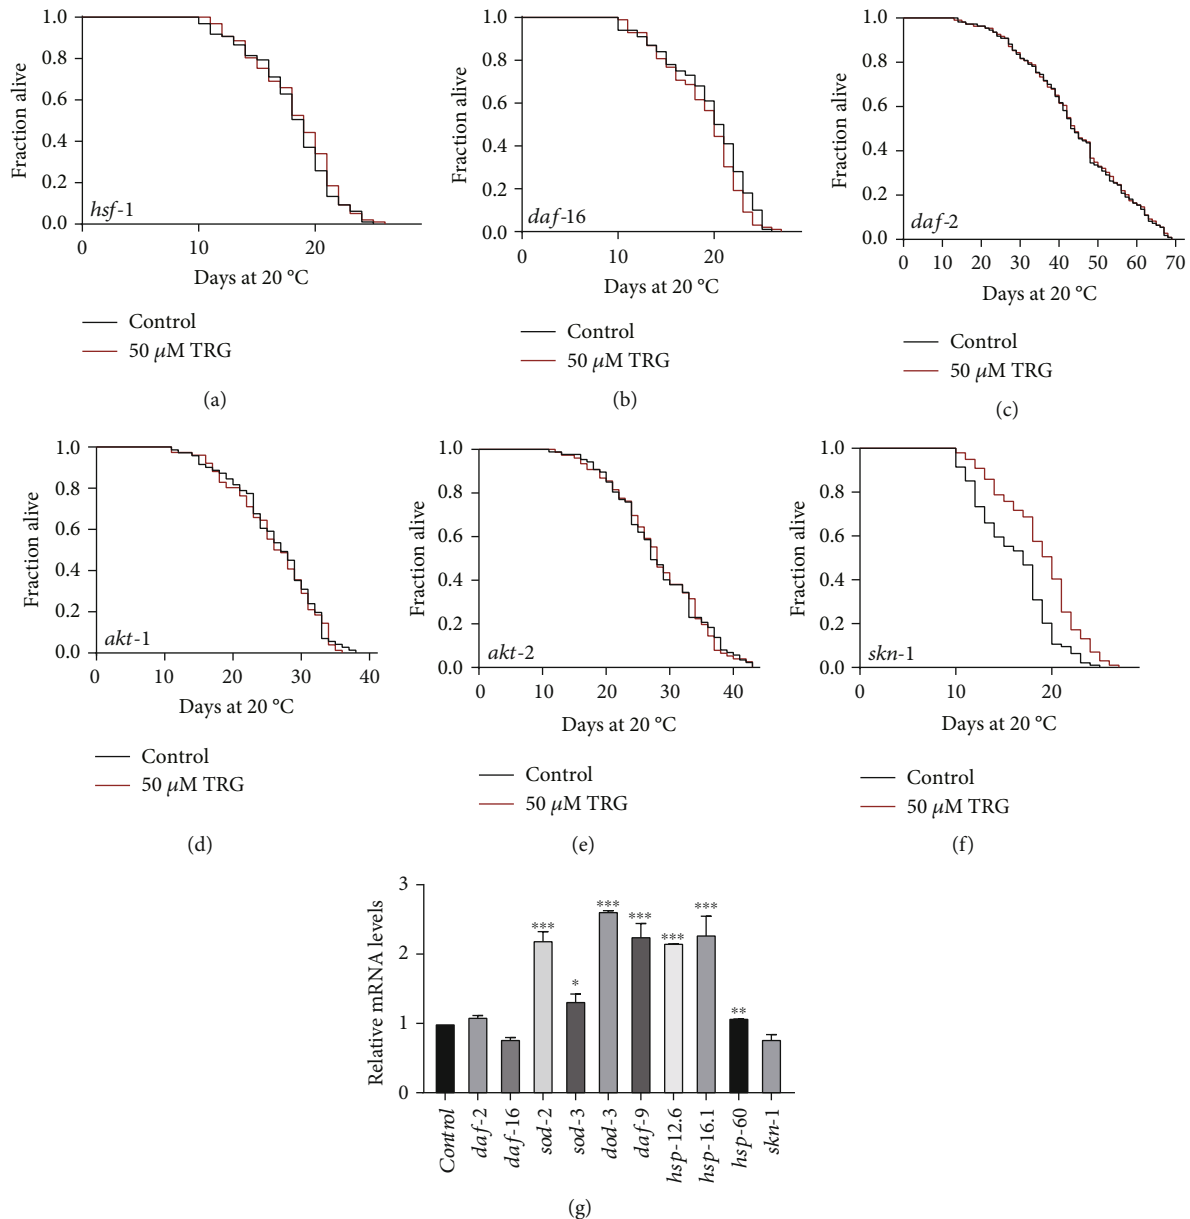 1.0
0.8
0.6
0.4
0.2
0.0
Fraction alive
hsf-1
0 10 20
Days at 20 °C
Control
50 μM TRG
(a)
1.0
0.8
0.6
0.4
0.2
0.0
Fraction alive
daf-16
0 10 20
Days at 20 °C
Control
50 μM TRG
(b)
1.0
0.8
0.6
0.4
0.2
0.0
Fraction alive
daf-2
0 10 20 30 40 50 60 70
Days at 20 °C
Control
50 μM TRG
(c)
1.0
0.8
0.6
0.4
0.2
0.0
Fraction alive
akt-1
0 10 20 30 40
Days at 20 °C
Control
50 μM TRG
(d)
1.0
0.8
0.6
0.4
0.2
0.0
Fraction alive
akt-2
0 10 20 30 40
Days at 20 °C
Control
50 μM TRG
(e)
1.0
0.8
0.6
0.4
0.2
0.0
Fraction alive
skn-1
0 10 20
Days at 20 °C
Control
50 μM TRG
(f)
3
2
1
0
Relative mRNA levels
***
*
***
***
***
***
**
Control
daf-2
daf-16
sod-2
sod-3
dod-3
daf-9
hsp-12.6
hsp-16.1
hsp-60
skn-1
(g)